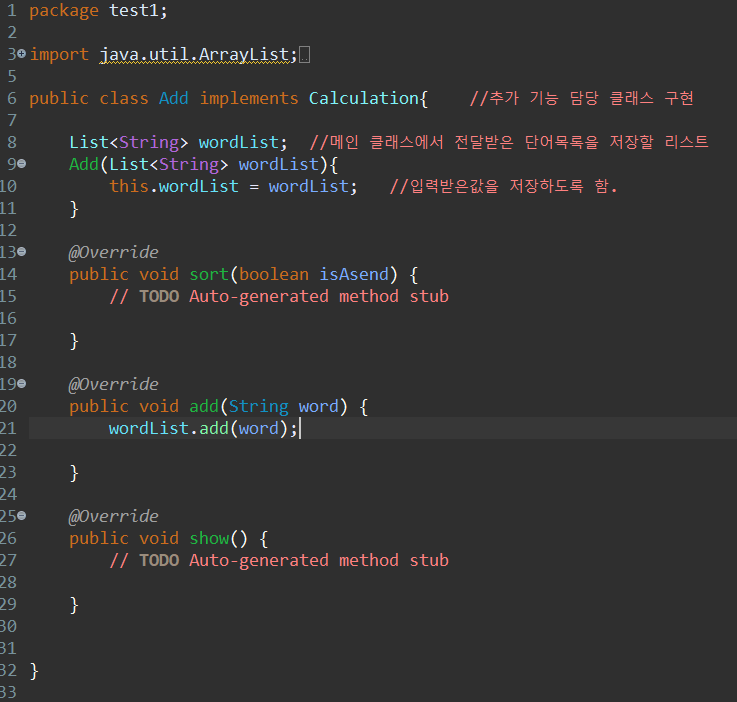 1 package test1;
2
3 import java.util.ArrayList;
5
6 public class Add implements Calculation{    //추가 기능 담당 클래스 구현
7
8     List<String> wordList;  //메인 클래스에서 전달받은 단어목록을 저장할 리스트
9     Add(List<String> wordList){
10         this.wordList = wordList;   //입력받은값을 저장하도록 함.
11     }
12
13     @Override
14     public void sort(boolean isAsend) {
15         // TODO Auto-generated method stub
16
17     }
18
19     @Override
20     public void add(String word) {
21         wordList.add(word);
22
23     }
24
25     @Override
26     public void show() {
27         // TODO Auto-generated method stub
28
29     }
30
31
32 }
33